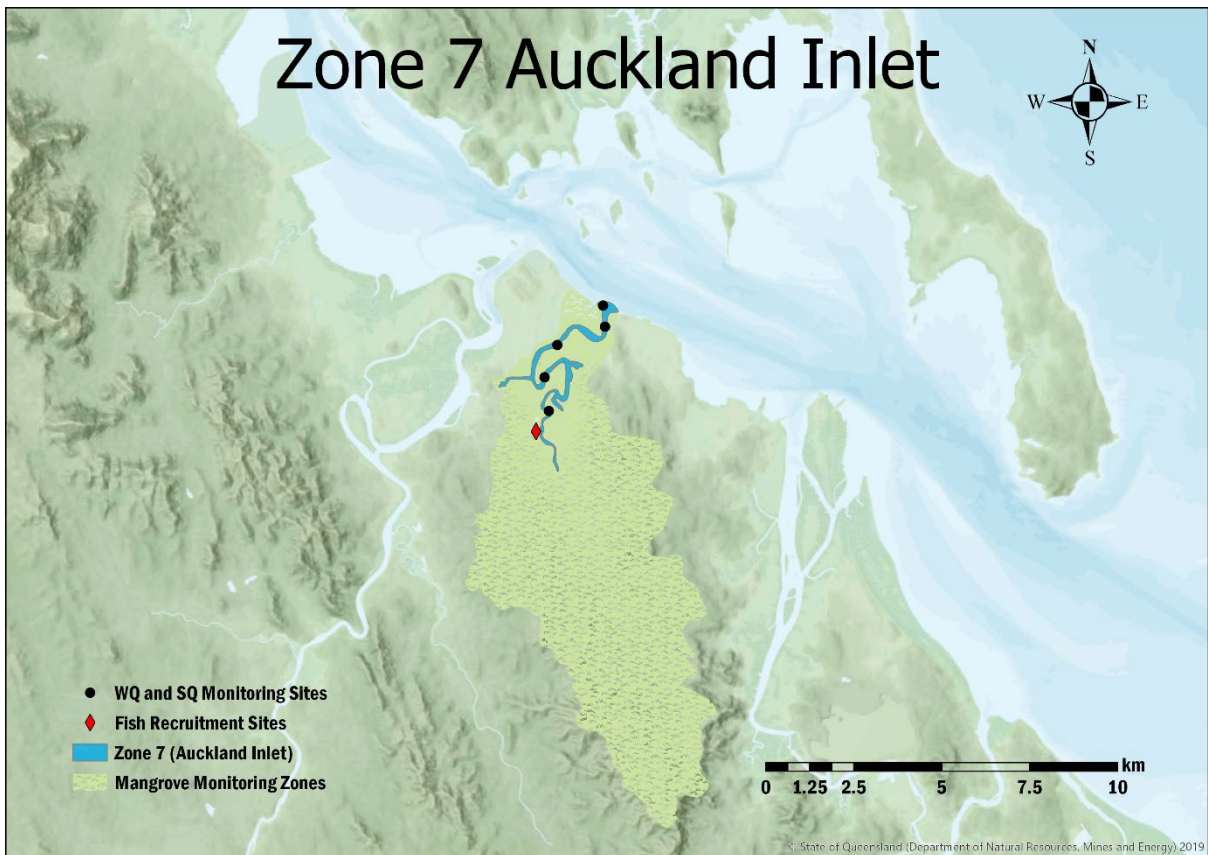 Zone 7 Auckland Inlet
N
W E
S
WQ and SQ Monitoring Sites
Fish Recruitment Sites
Zone 7 (Auckland Inlet)
Mangrove Monitoring Zones
km
0 1.25 2.5 5 7.5 10
© State of Queensland (Department of Natural Resources, Mines and Energy) 2019